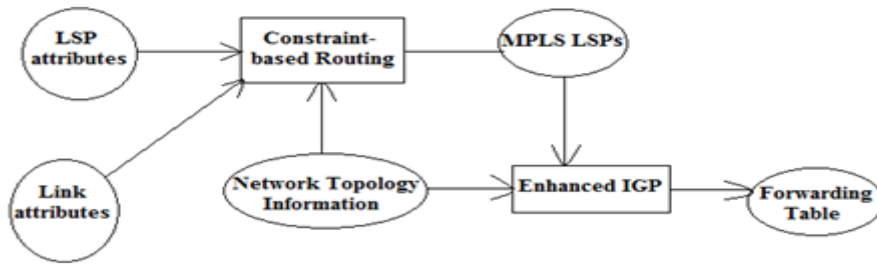 LSP
attributes
Constraint-
based Routing
MPLS LSPs
Link
attributes
Network Topology
Information
Enhanced IGP
Forwarding
Table